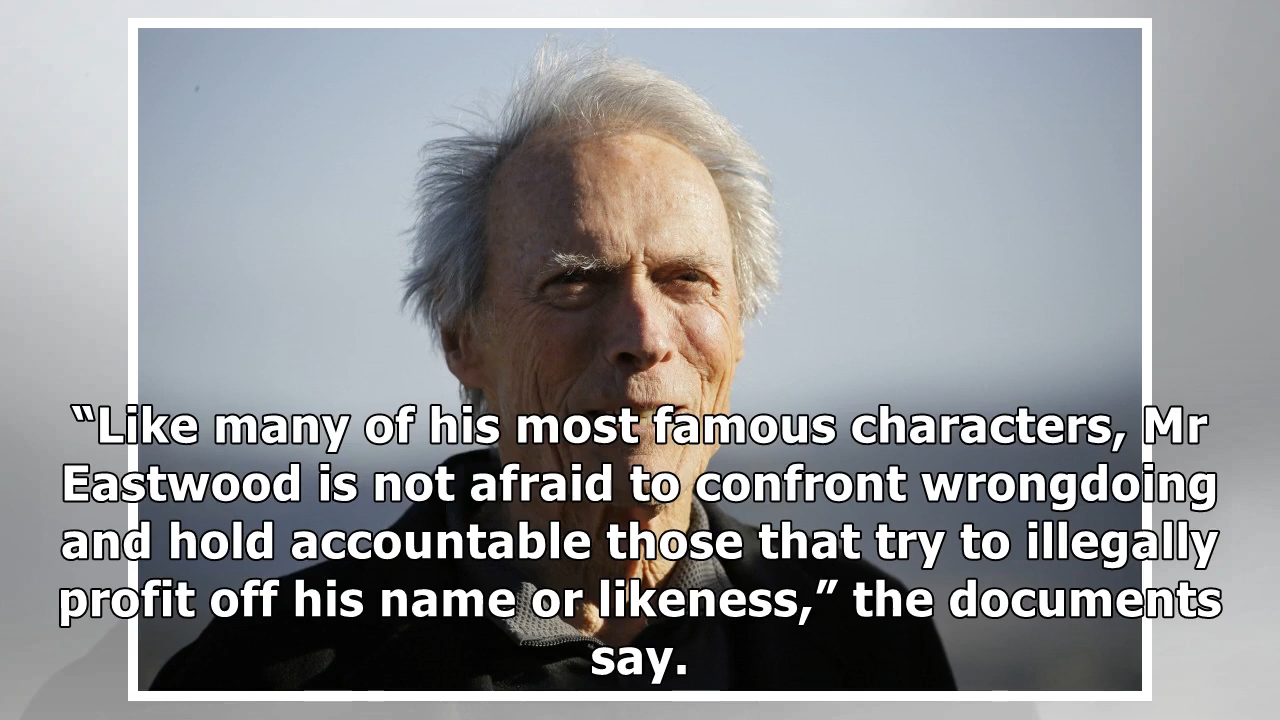 “Like many of his most famous characters, Mr
Eastwood is not afraid to confront wrongdoing
and hold accountable those that try to illegally
profit off his name or likeness,” the documents
say.